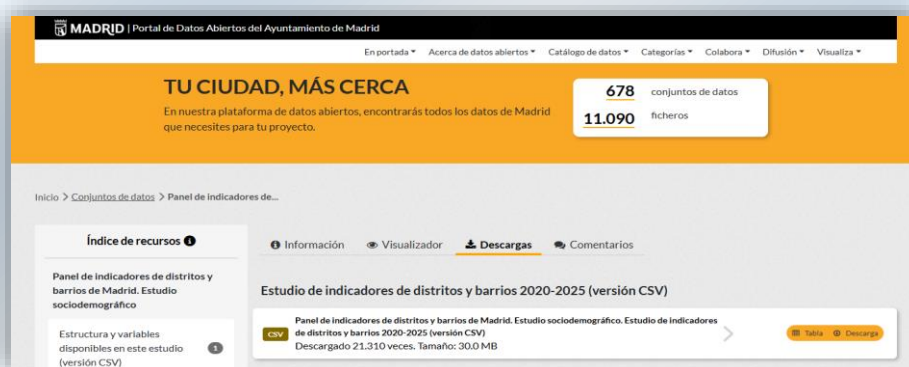 MADRID | Portal de Datos Abiertos del Ayuntamiento de Madrid
En portada Acerca de datos abiertos Catálogo de datos Categorías Colabora Difusión Visualiza
TU CIUDAD, MÁS CERCA
En nuestra plataforma de datos abiertos, encontrarás todos los datos de Madrid
que necesites para tu proyecto.
678 conjuntos de datos
11.090 ficheros
Inicio > Conjuntos de datos > Panel de indicadores de...
Índice de recursos
Panel de indicadores de distritos y
barrios de Madrid. Estudio
sociodemográfico
Estructura y variables
disponibles en este estudio
(versión CSV)
1
Información Visualizador Descargas Comentarios
Estudio de indicadores de distritos y barrios 2020-2025 (versión CSV)
CSV
Panel de indicadores de distritos y barrios de Madrid. Estudio sociodemográfico. Estudio de indicadores
de distritos y barrios 2020-2025 (versión CSV)
Descargado 21.310 veces. Tamaño: 30.0 MB
Tabla Descarga